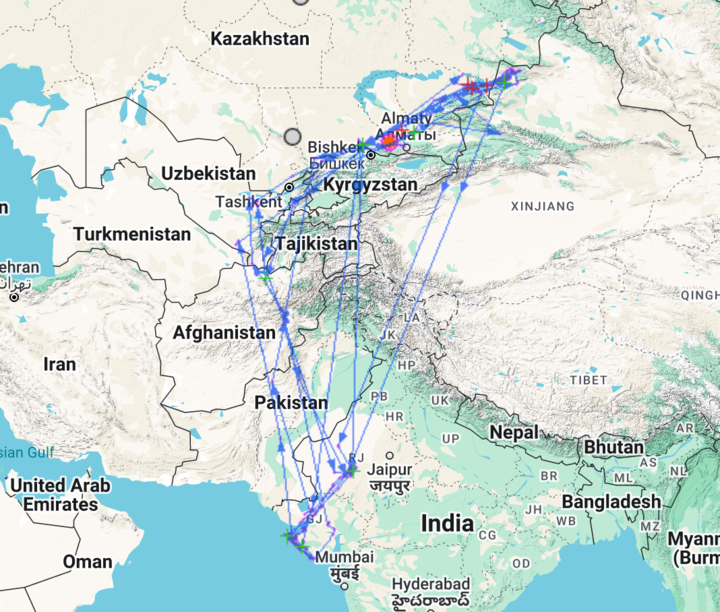 Kazakhstan
Almaty
Алматы
Bishkek
Бишкек
Uzbekistan
Kyrgyzstan
Tashkent
XINJIANG
Turkmenistan
Tajikistan
ehran
تهران
QINGH
Afghanistan
LA
JK
Iran
HP
TIBET
Pakistan
PB
UK
HR
Nepal
AR
sian Gulf
UP
Bhutan
AS
RJ
Jaipur
जयपुर
BR
NL
ML
United Arab
Emirates
Bangladesh
GJ
JH
WB
India
MZ
CG
Myanm
(Burm
Oman
Mumbai
मुंबई
OD
Hyderabad
హైదరాబాద్